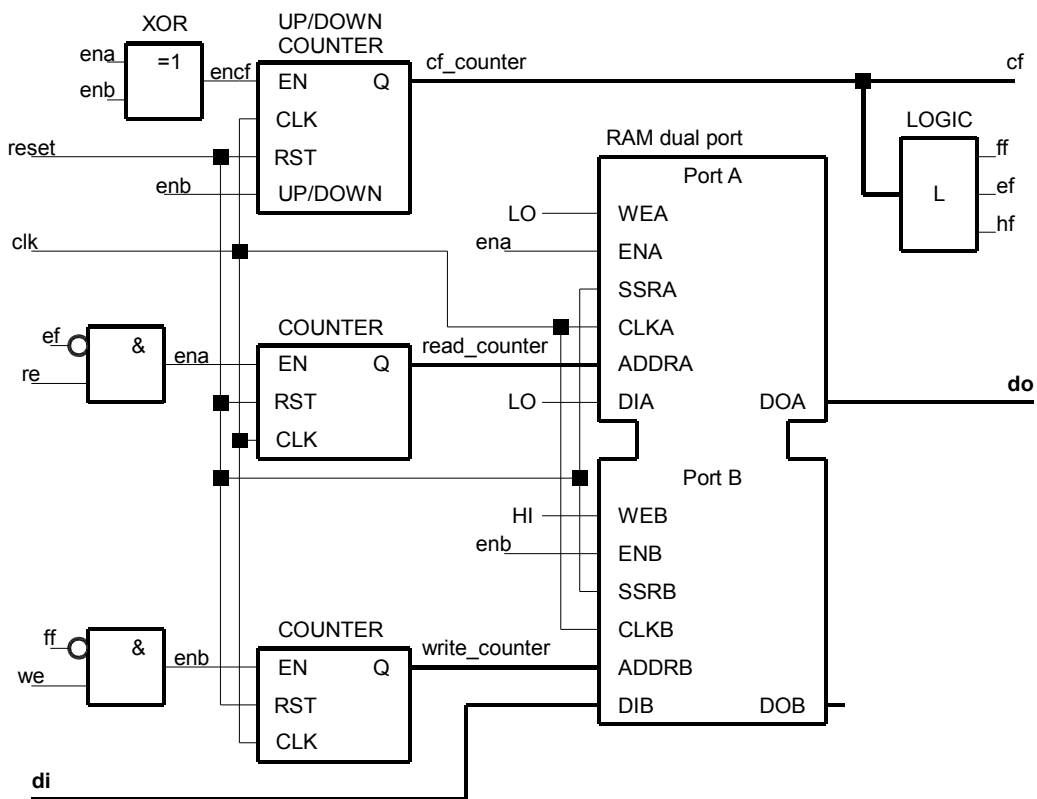 XOR
=1
ena
enb
encf
UP/DOWN
COUNTER
EN
Q
CLK
RST
UP/DOWN
reset
enb
clk
cf_counter
cf
LOGIC
L
ff
ef
hf
RAM dual port
Port A
LO
WEA
ena
ENA
SSRA
CLKA
ADDRA
LO
DIA
DOA
do
ef
re
&
ena
COUNTER
EN
Q
RST
CLK
read_counter
Port B
HI
WEB
enb
ENB
SSRB
CLKB
ADDRB
DIB
DOB
ff
we
&
enb
COUNTER
EN
Q
RST
CLK
write_counter
di